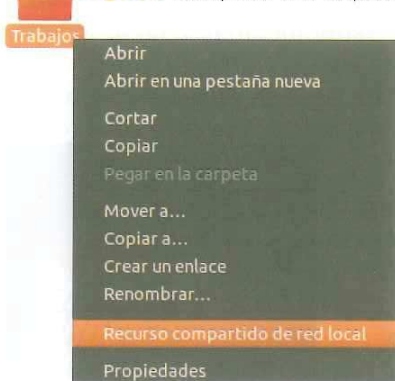 Trabajos
Abrir
Abrir en una pestaña nueva
Cortar
Copiar
Pegar en la carpeta
Mover a...
Copiar a...
Crear un enlace
Renombrar...
Recurso compartido de red local
Propiedades